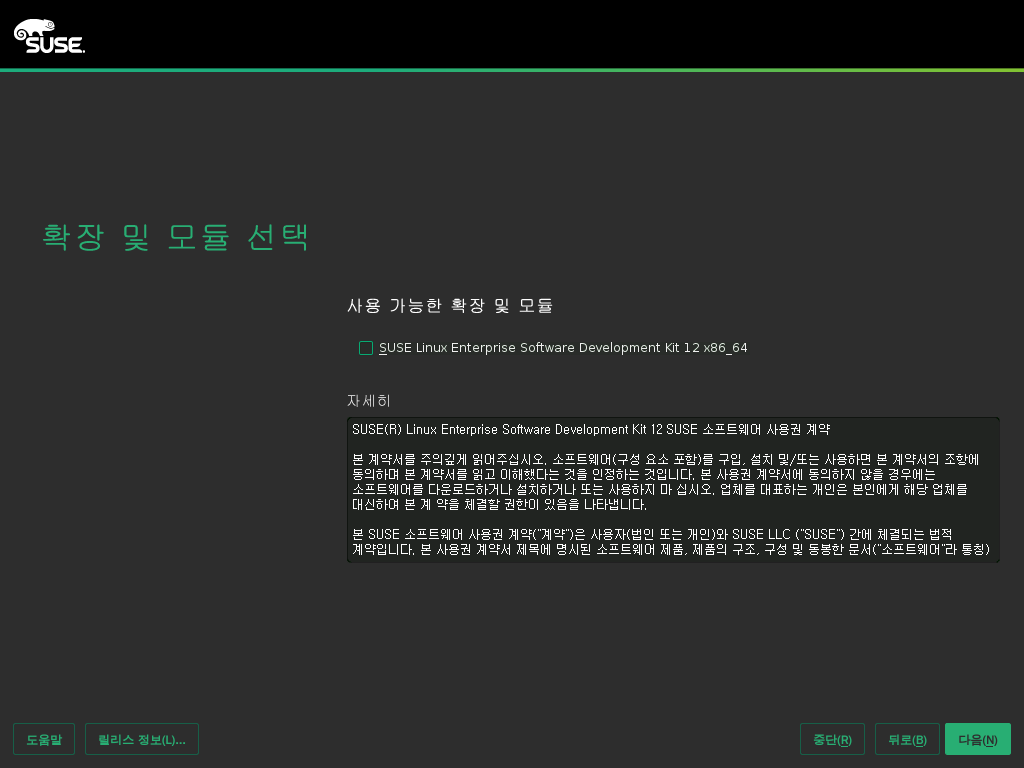 SUSE.
확장 및 모듈 선택
사용 가능한 확장 및 모듈
SUSE Linux Enterprise Software Development Kit 12 x86_64
자세히
SUSE(R) Linux Enterprise Software Development Kit 12 SUSE 소프트웨어 사용권 계약
본 계약서를 주의깊게 읽어주십시오. 소프트웨어(구성 요소 포함)를 구입, 설치 및/또는 사용하면 본 계약서의 조항에
동의하며 본 계약서를 읽고 이해했다는 것을 인정하는 것입니다. 본 사용권 계약서에 동의하지 않을 경우에는
소프트웨어를 다운로드하거나 설치하거나 또는 사용하지 마 십시오. 업체를 대표하는 개인은 본인에게 해당 업체를
대신하여 본 계 약을 체결할 권한이 있음을 나타냅니다.
본 SUSE 소프트웨어 사용권 계약("계약")은 사용자(법인 또는 개인)와 SUSE LLC ("SUSE") 간에 체결되는 법적
계약입니다. 본 사용권 계약서 제목에 명시된 소프트웨어 제품, 제품의 구조, 구성 및 동봉한 문서("소프트웨어"라 통칭)
도움말 릴리스 정보(L)... 중단(R) 뒤로(B) 다음(N)